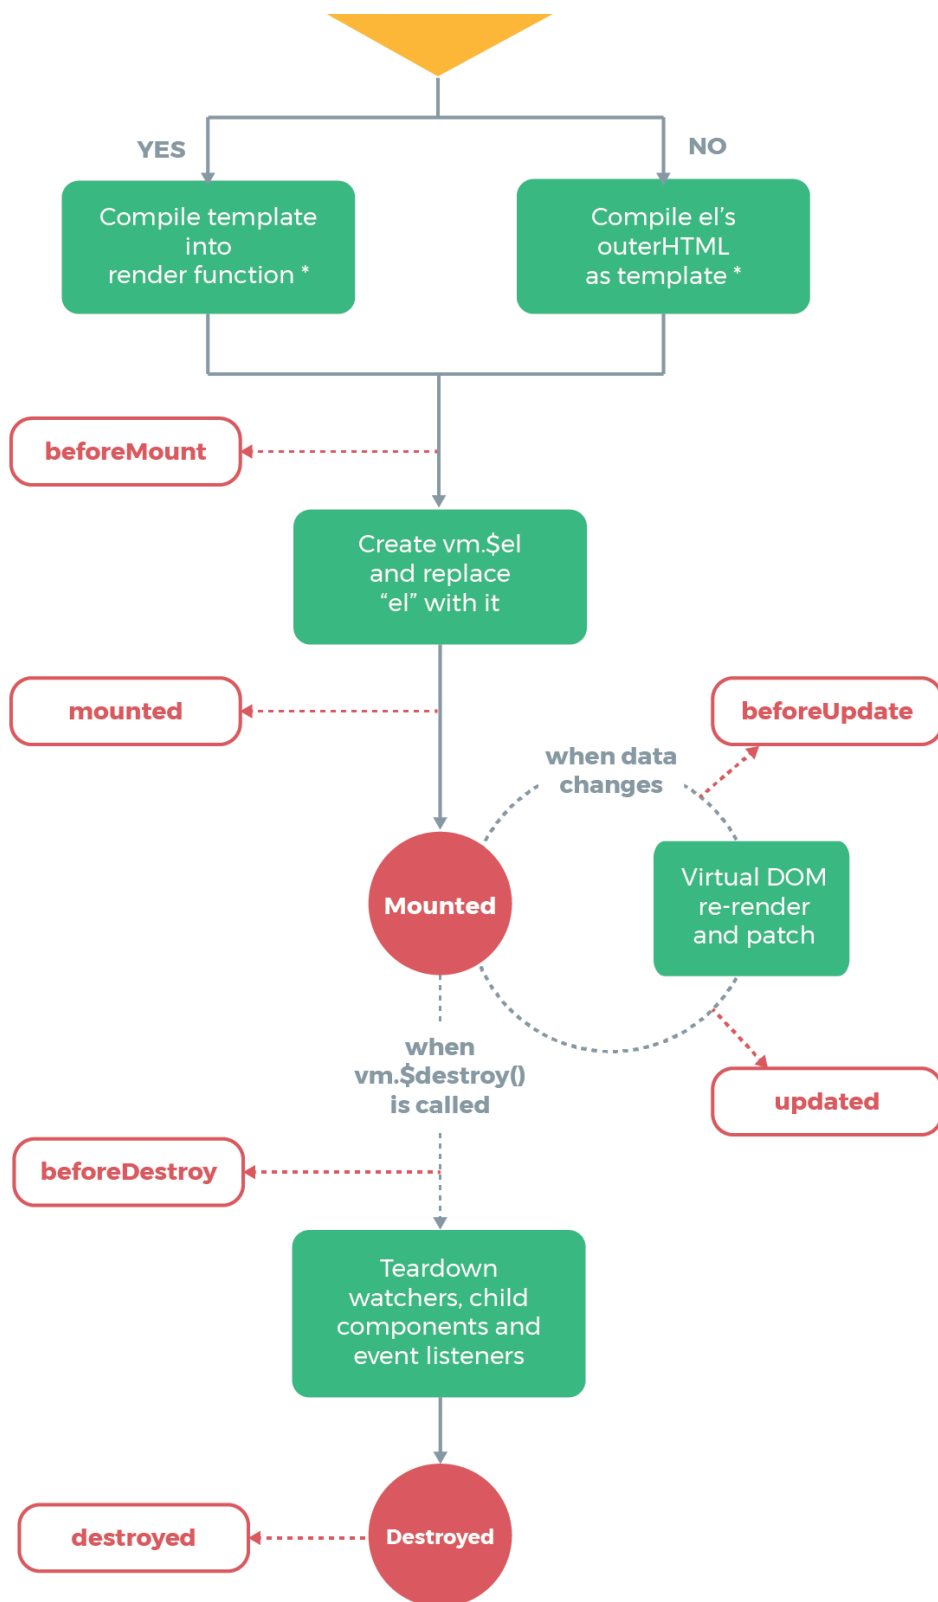 YES
NO
Compile template
into
render function *
Compile el’s
outerHTML
as template *
beforeMount
Create vm.$el
and replace
“el” with it
mounted
beforeUpdate
when data
changes
Virtual DOM
re-render
and patch
Mounted
when
vm.$destroy()
is called
updated
beforeDestroy
Teardown
watchers, child
components and
event listeners
destroyed
Destroyed